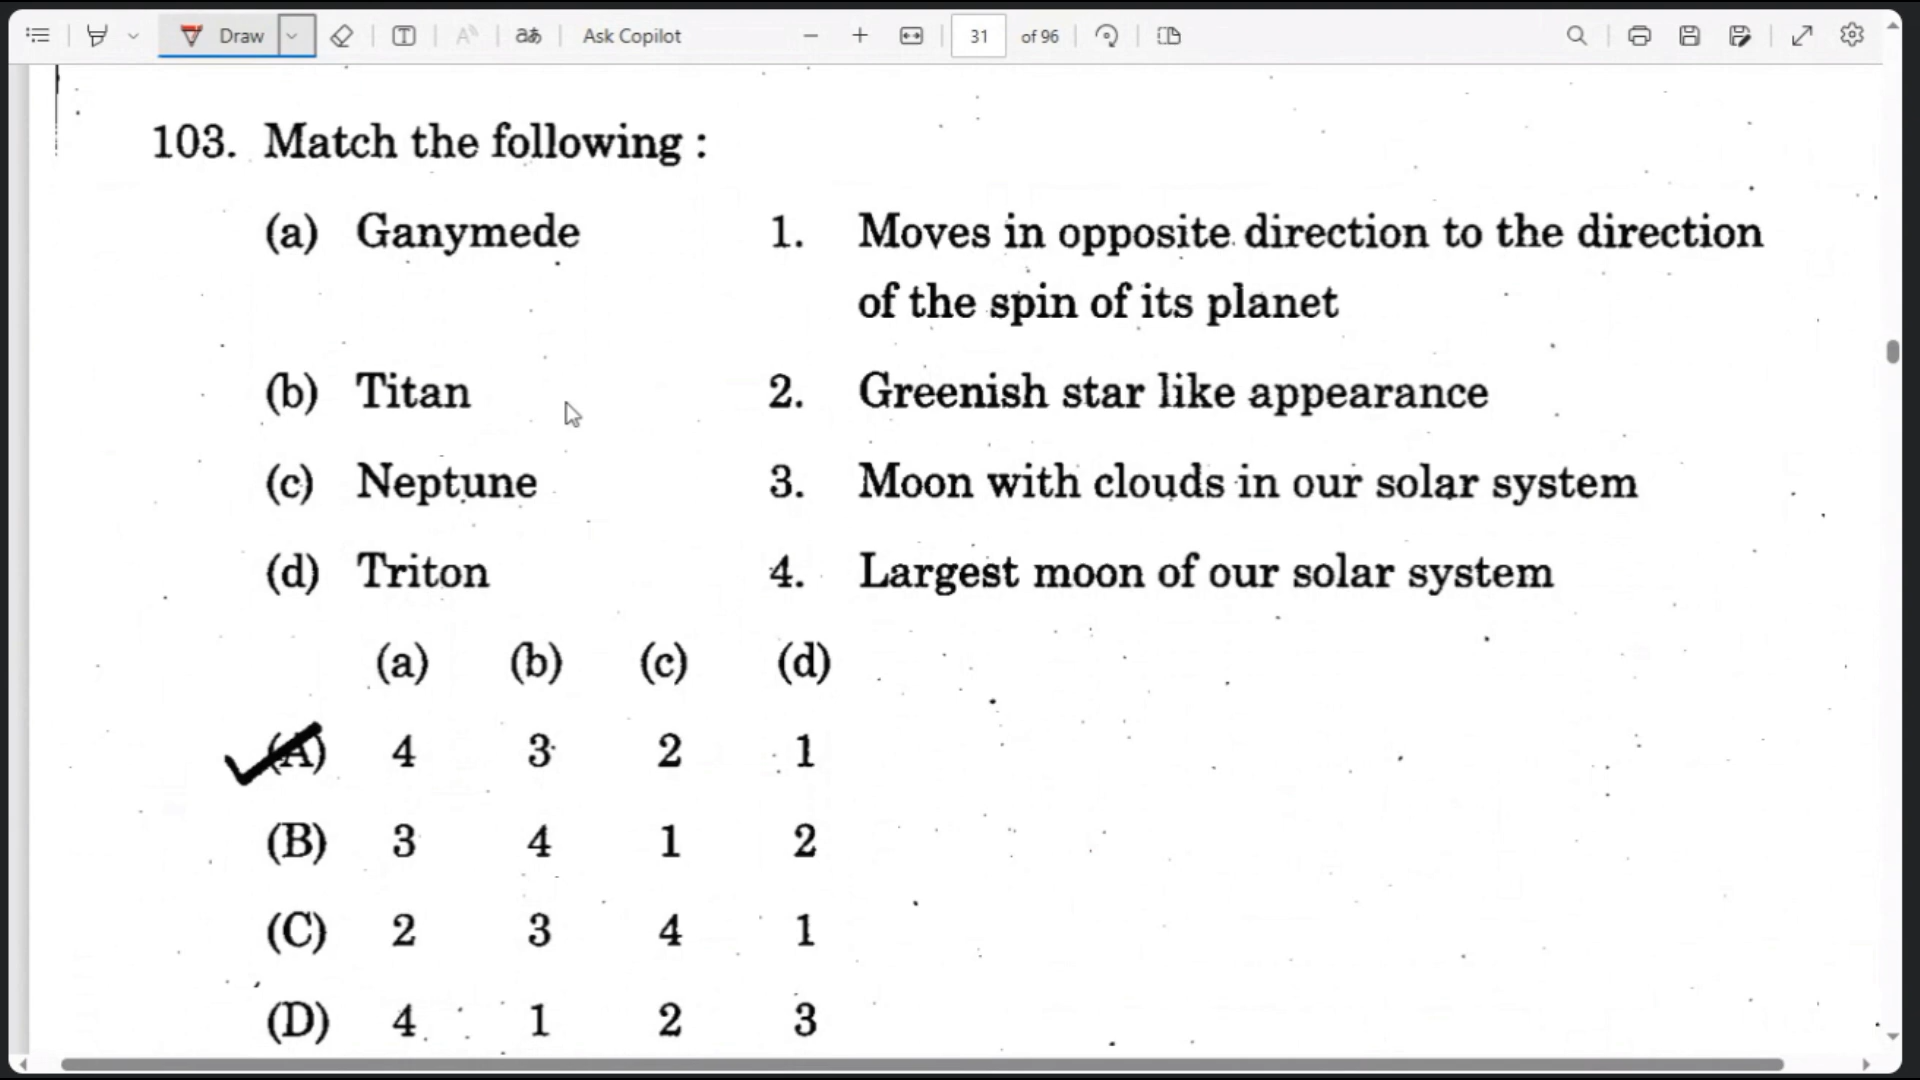 Draw
aあ
Ask Copilot
31 of 96
103. Match the following :
(a) Ganymede 1. Moves in opposite direction to the direction
of the spin of its planet
(b) Titan 2. Greenish star like appearance
(c) Neptune 3. Moon with clouds in our solar system
(d) Triton 4. Largest moon of our solar system
(a) (b) (c) (d)
(A) 4 3 2 1
(B) 3 4 1 2
(C) 2 3 4 1
(D) 4 1 2 3